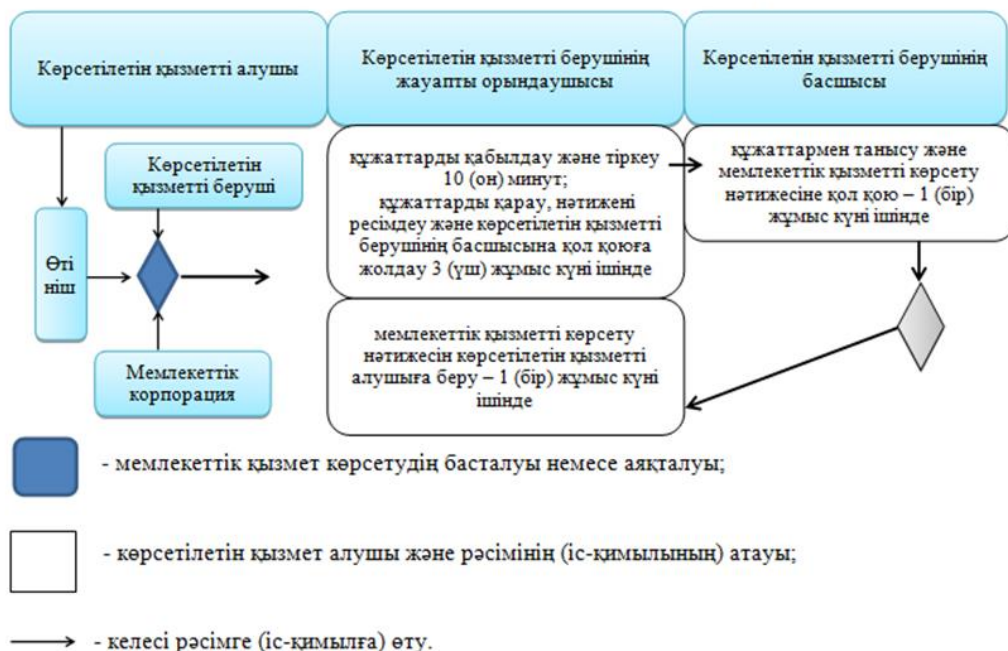 Көрсетілетін қызметті алушы
Көрсетілетін қызметті берушінің
жауапты орындаушысы
Көрсетілетін қызметті берушінің
басшысы
Көрсетілетін
қызметті беруші
Өті
ніш
Мемлекеттік
корпорация
құжаттарды қабылдау және тіркеу
10 (он) минут;
құжаттарды қарау, нәтижені
ресімдеу және көрсетілетін қызметті
берушінің басшысына қол қоюға
жолдау 3 (үш) жұмыс күні ішінде
құжаттармен танысу және
мемлекеттік қызметті көрсету
нәтижесіне қол қою – 1 (бір)
жұмыс күні ішінде
мемлекеттік қызметті көрсету
нәтижесін көрсетілетін қызметті
алушыға беру – 1 (бір) жұмыс күні
ішінде
- мемлекеттік қызмет көрсетудің басталуы немесе аяқталуы;
- көрсетілетін қызмет алушы және рәсімінің (іс-қимылының) атауы;
- келесі рәсімге (іс-қимылға) өту.